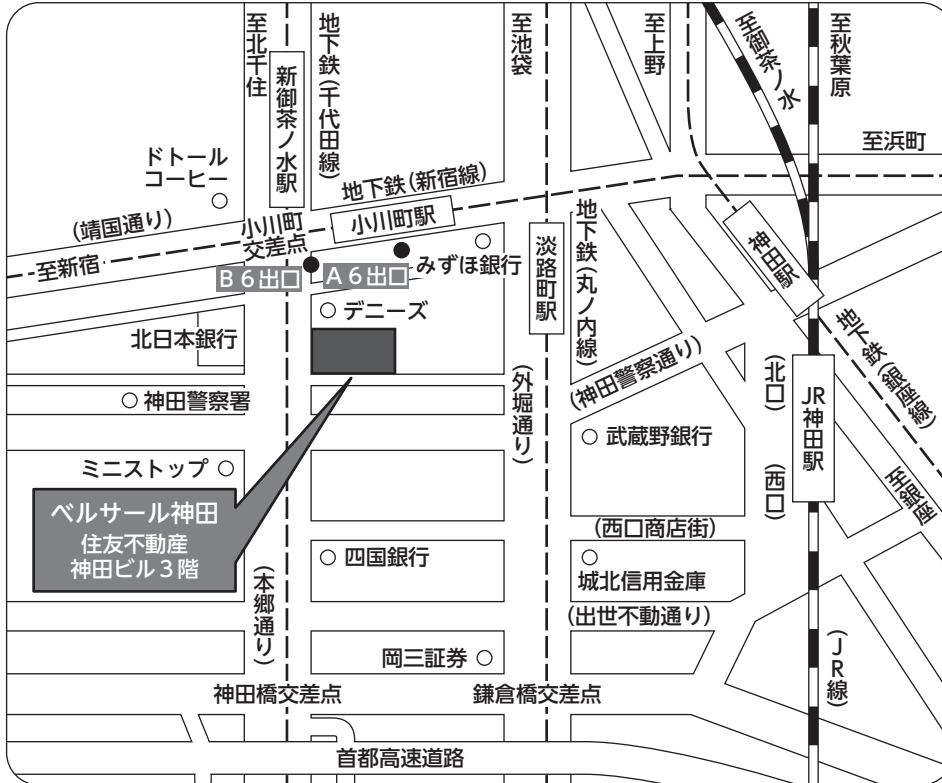 至北千住
地下鉄(千代田線)
新御茶ノ水駅
至池袋
至上野
至御茶ノ水
至秋葉原
至浜町
ドトール
コーヒー
地下鉄(新宿線)
小川町駅
(靖国通り)
小川町
交差点
至新宿
B6出口
A6出口
みずほ銀行
淡路町駅
地下鉄(丸ノ内線)
神田駅
デニーズ
北日本銀行
地下鉄(銀座線)
(神田警察通り)
(北口)
JR神田駅
(外堀通り)
神田警察署
武蔵野銀行
ミニストップ
(西口)
至銀座
ベルサール神田
住友不動産
神田ビル3階
(西口商店街)
四国銀行
城北信用金庫
(本郷通り)
(出世不動通り)
岡三証券
(JR線)
神田橋交差点
鎌倉橋交差点
首都高速道路